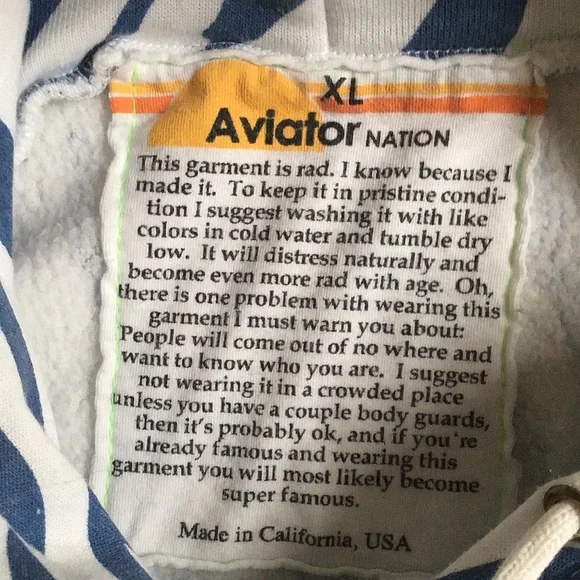 XL
Aviator NATION
This garment is rad. I know because I
made it. To keep it in pristine condi-
tion I suggest washing it with like
colors in cold water and tumble dry
low. It will distress naturally and
become even more rad with age. Oh,
there is one problem with wearing this
garment I must warn you about:
People will come out of no where and
want to know who you are. I suggest
not wearing it in a crowded place
unless you have a couple body guards,
then it's probably ok, and if you're
already famous and wearing this
garment you will most likely become
super famous.
Made in California, USA